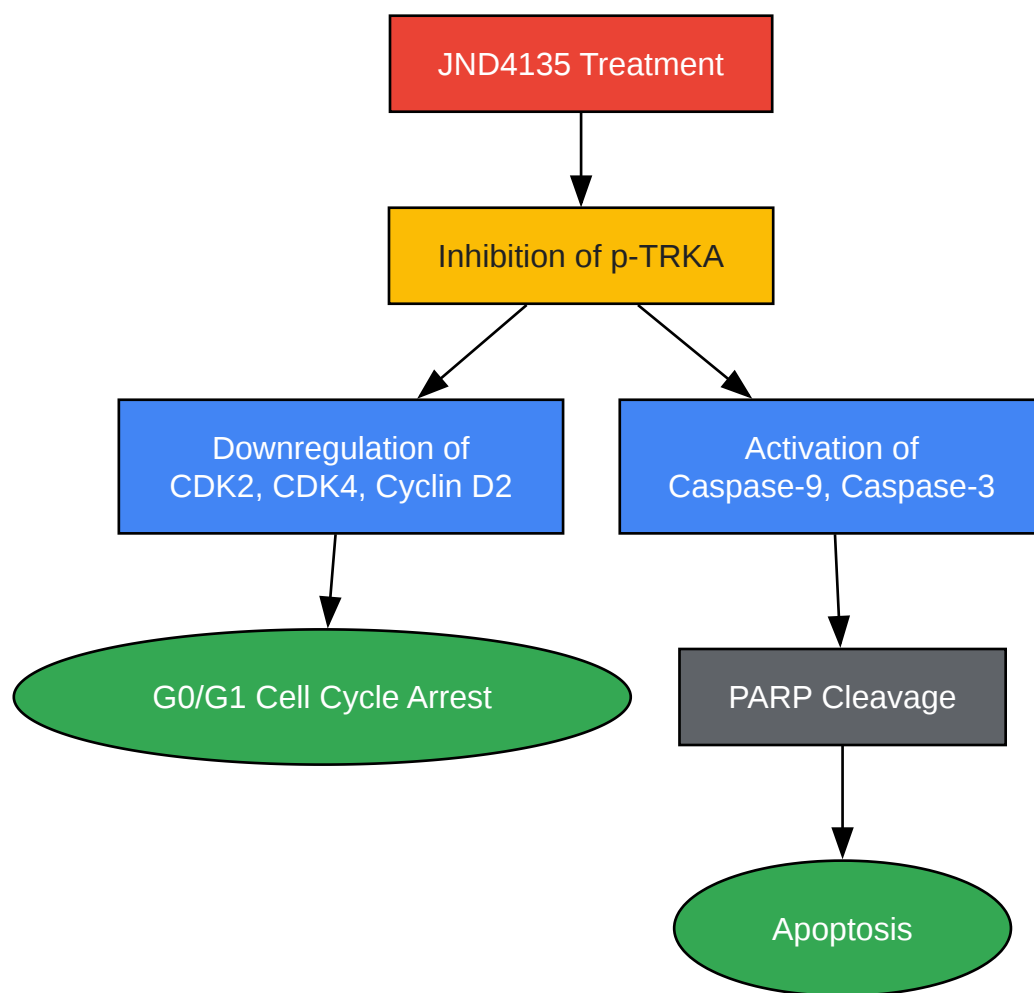 JND4135 Treatment
Inhibition of p-TRKA
Downregulation of
CDK2, CDK4, Cyclin D2
Activation of
Caspase-9, Caspase-3
G0/G1 Cell Cycle Arrest
PARP Cleavage
Apoptosis